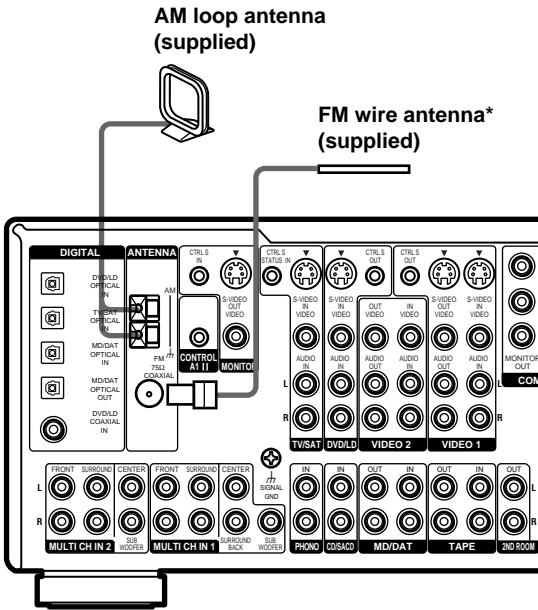 AM loop antenna
(supplied)
FM wire antenna*
(supplied)
DIGITAL
DVD/LD
OPTICAL
IN
TV/SAT
OPTICAL
IN
MD/DAT
OPTICAL
IN
MD/DAT
OPTICAL
OUT
DVD/LD
COAXIAL
IN
ANTENNA
AM
FM
75Ω
COAXIAL
CTRL S
IN
CONTROL
A1 II
S-VIDEO
OUT
VIDEO
MONITOR
CTRL S
STATUS IN
S-VIDEO
IN
VIDEO
AUDIO
IN
L
R
TV/SAT
S-VIDEO
IN
VIDEO
AUDIO
IN
DVD/LD
CTRL S
OUT
OUT
VIDEO
IN
VIDEO
AUDIO
OUT
AUDIO
IN
VIDEO 2
CTRL S
OUT
S-VIDEO
OUT
VIDEO
S-VIDEO
IN
VIDEO
AUDIO
OUT
AUDIO
IN
L
R
VIDEO 1
MONITOR
OUT
COM
FRONT
SURROUND
CENTER
L
R
SUB
WOOFER
MULTI CH IN 2
FRONT
SURROUND
CENTER
MULTI CH IN 1
SURROUND
BACK
SUB
WOOFER
SIGNAL
GND
IN
PHONO
IN
CD/SACD
OUT
IN
MD/DAT
OUT
IN
TAPE
OUT
L
R
2ND ROOM